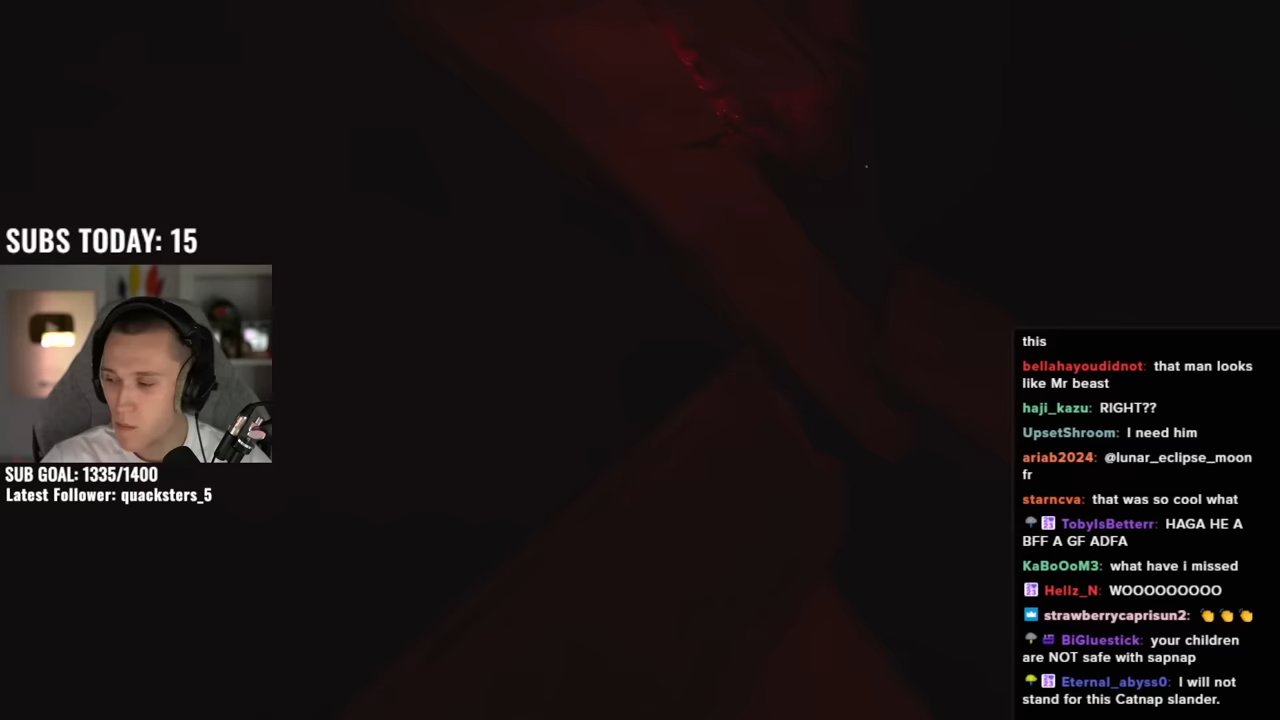 SUBS TODAY: 15
SUB GOAL: 1335/1400
Latest Follower: quacksters_5
this
bellahayoudidnot: that man looks
like Mr beast
haji_kazu: RIGHT??
UpsetShroom: I need him
ariab2024: @lunar_eclipse_moon
fr
starncva: that was so cool what
TobyIsBetterr: HAGA HE A
BFF A GF ADFA
KaBoOoM3: what have i missed
Hellz_N: WOOOOOOOOO
strawberrycaprisun2: 👏 👏 👏
BiGluestick: your children
are NOT safe with sapnap
Eternal_abyss0: I will not
stand for this Catnap slander.